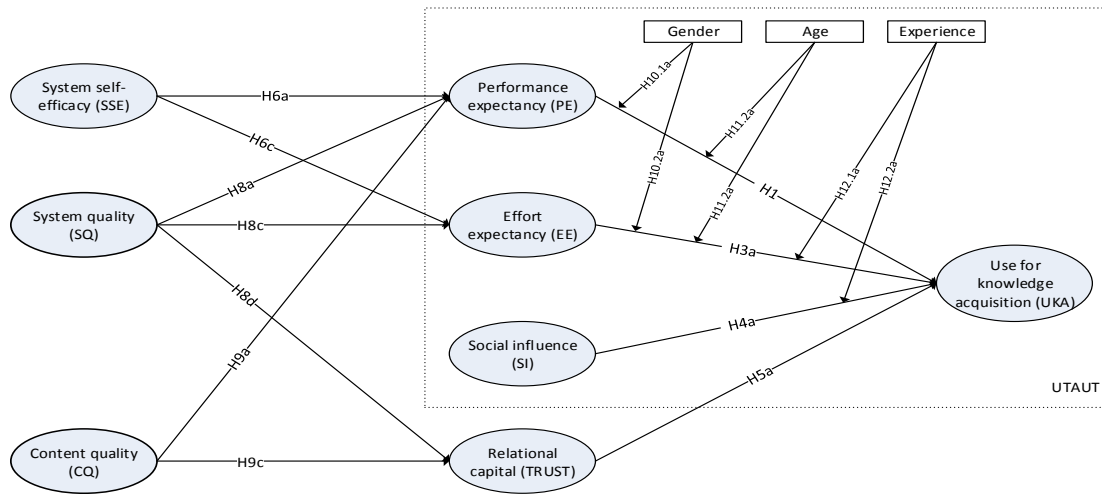 Gender
Age
Experience
System self-
efficacy (SSE)
H6a
Performance
expectancy (PE)
H10.1a
H11.2a
H6c
H8a
H10.2a
H11.2a
H1
H12.1a
H12.2a
System quality
(SQ)
H8c
Effort
expectancy (EE)
H3a
Use for
knowledge
acquisition (UKA)
H8d
H4a
Social influence
(SI)
H9a
H5a
UTAUT
Content quality
(CQ)
H9c
Relational
capital (TRUST)